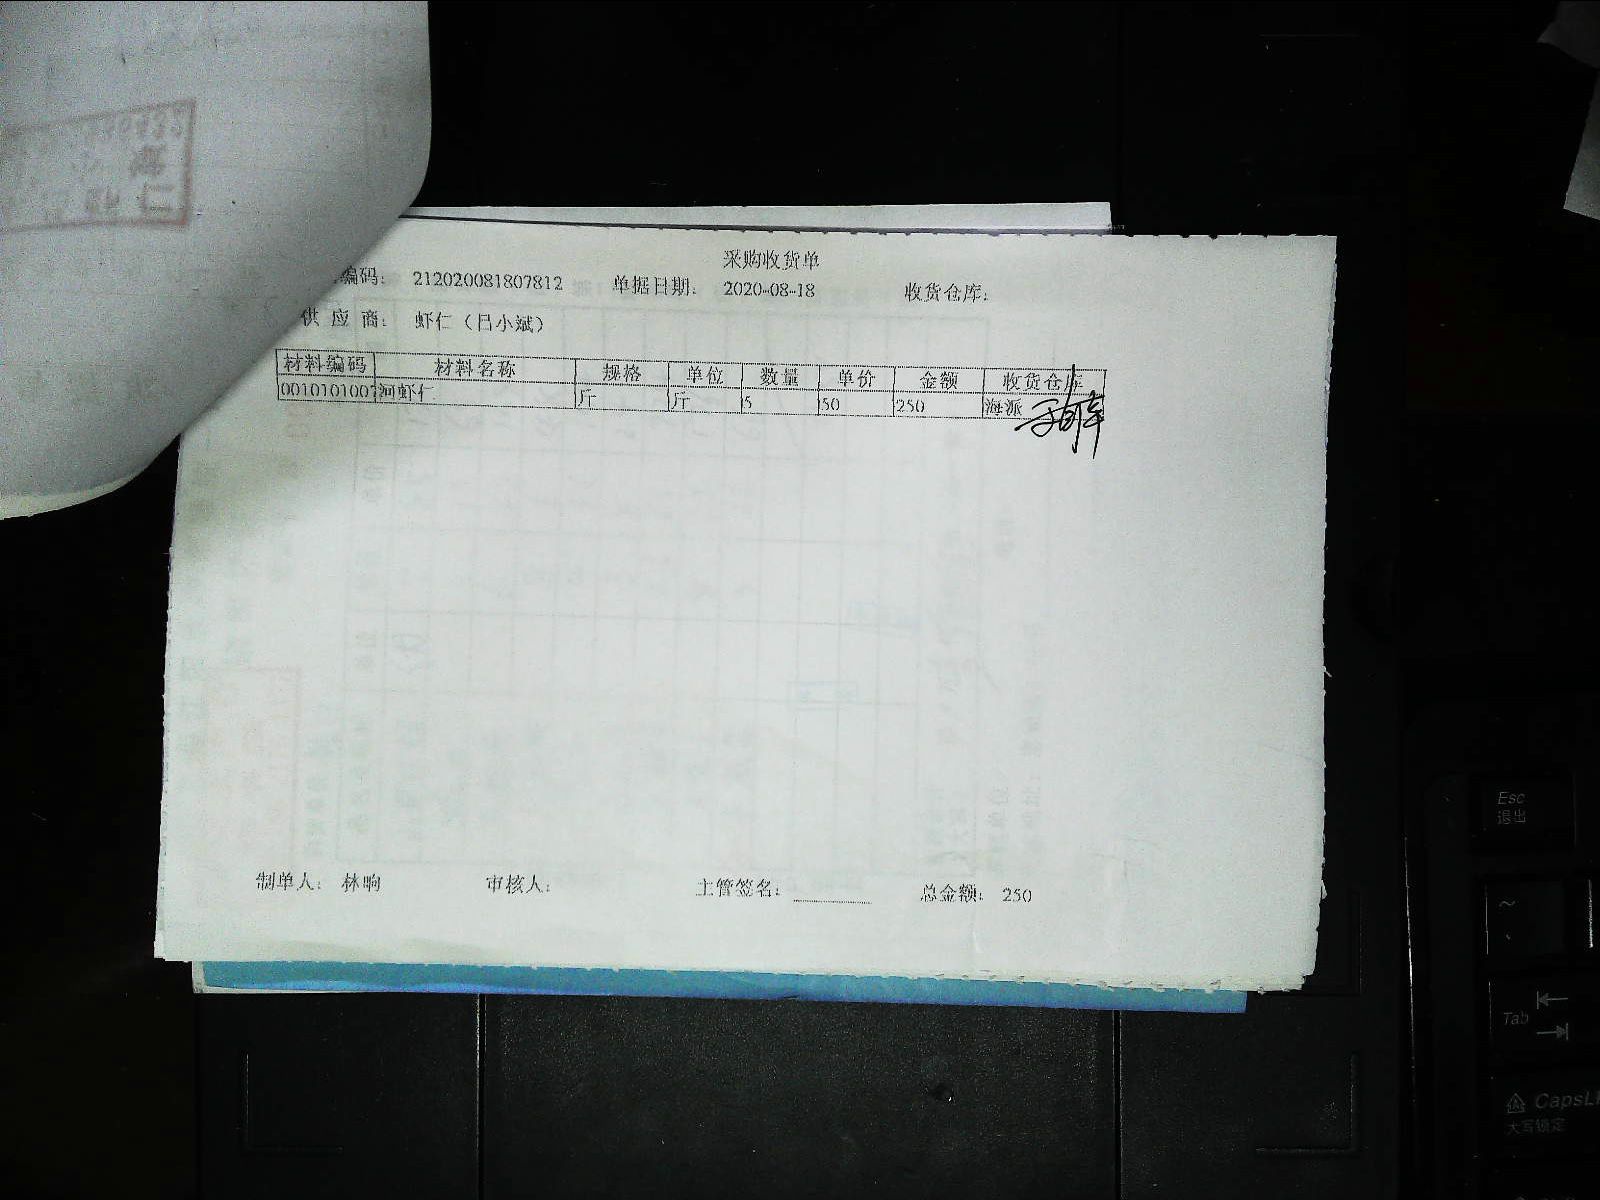 采购收货单
编码： 212020081807812 单据日期： 2020-08-18 收货仓库：
供应商： 虾仁（吕小斌）
材料编码 材料名称 规格 单位 数量 单价 金额 收货仓库
0010101007 河虾仁 斤 斤 5 50 250 海派
制单人： 林响 审核人： 主管签名： 总金额： 250
Esc
退出
~
Tab
CapsL
大写锁定